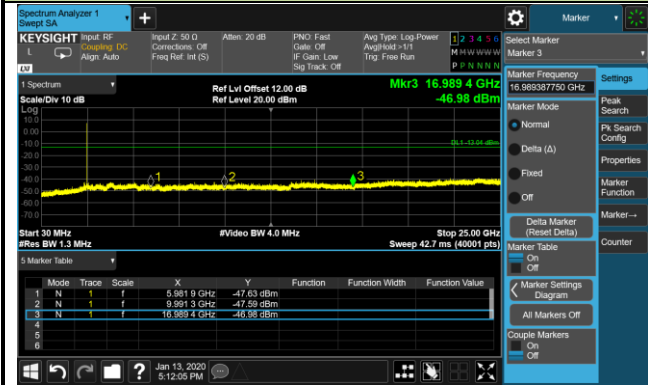 Spectrum Analyzer 1
Swept SA
Marker
KEYSIGHT
L
LXI
Input: RF
Coupling: DC
Align: Auto
Input Z: 50 Ω
Corrections: Off
Freq Ref: Int (S)
Atten: 20 dB
PNO: Fast
Gate: Off
IF Gain: Low
Sig Track: Off
Avg Type: Log-Power
Avg|Hold:>1/1
Trig: Free Run
1 2 3 4 5 6
M W W W W W
P P N N N N
Select Marker
Marker 3
1 Spectrum
Scale/Div 10 dB
Log
Ref Lvl Offset 12.00 dB
Ref Level 20.00 dBm
Mkr3 16.989 4 GHz
-46.98 dBm
10.0
0.00
-10.0
-20.0
-30.0
-40.0
-50.0
-60.0
-70.0
DL1 -13.04 dBm
1
2
3
Start 30 MHz
#Res BW 1.3 MHz
#Video BW 4.0 MHz
Stop 25.00 GHz
Sweep 42.7 ms (40001 pts)
5 Marker Table
Mode Trace Scale X Y Function Function Width Function Value
1 N 1 f 5.981 9 GHz -47.63 dBm
2 N 1 f 9.991 3 GHz -47.59 dBm
3 N 1 f 16.989 4 GHz -46.98 dBm
4
5
6
Marker Frequency
16.989387750 GHz
Marker Mode
Normal
Delta (Δ)
Fixed
Off
Delta Marker
(Reset Delta)
Marker Table
On
Off
Marker Settings
Diagram
All Markers Off
Couple Markers
On
Off
Settings
Peak
Search
Pk Search
Config
Properties
Marker
Function
Marker→
Counter
Jan 13, 2020
5:12:05 PM